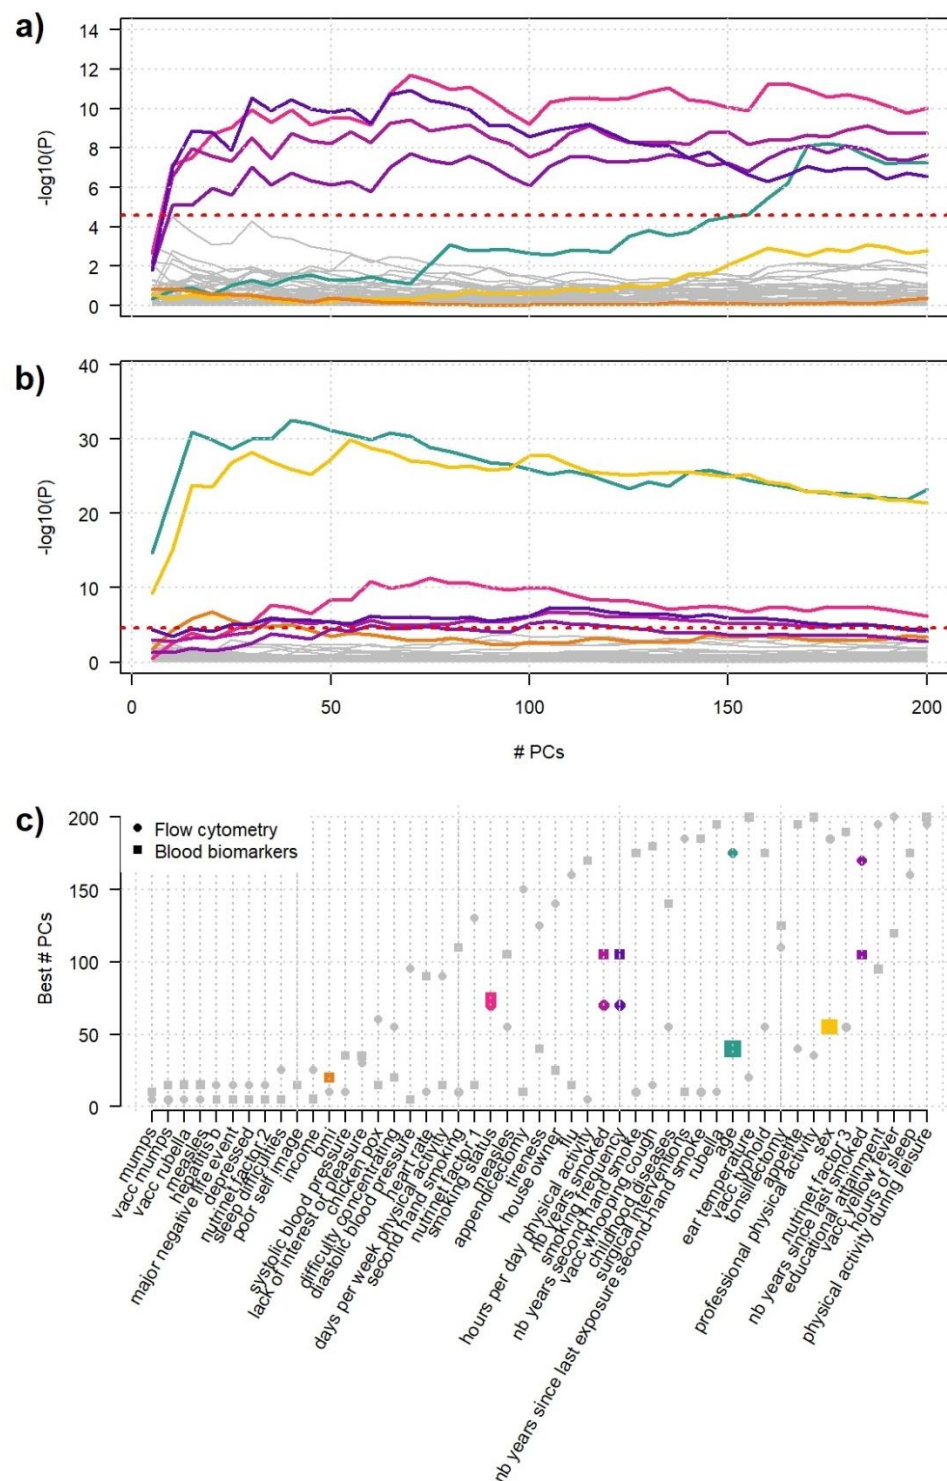 a)
14
12
10
8
6
4
2
0
-log10(P)
b)
40
30
20
10
0
-log10(P)
0
50
100
150
200
# PCs
c)
200
150
100
50
0
Best # PCs
Flow cytometry
Blood biomarkers
mumps
vacc mumps
vacc rubella
measles
hepatitis b
major negative life event
depressed
nutrinet factor 2
sleep difficulties
poor self image
income
bmi
systolic blood pressure
lack of interest or pleasure
chicken pox
difficulty concentrating
diastolic blood pressure
heart rate
days per week physical activity
second hand smoking
nutrinet factor 1
smoking status
measles
appendicectomy
tireness
house owner
flu
hours per day physical activity
nb years smoked
smoking frequency
nb years second hand smoke
vacc whooping cough
childhood diseases
surgical interventions
nb years since last exposure second-hand smoke
rubella
age
ear temperature
vacc typhoid
tonsillectomy
appetite
professional physical activity
sex
nutrinet factor 3
nb years since last smoked
educational attainment
vacc yellow fever
hours of sleep
physical activity during leisure